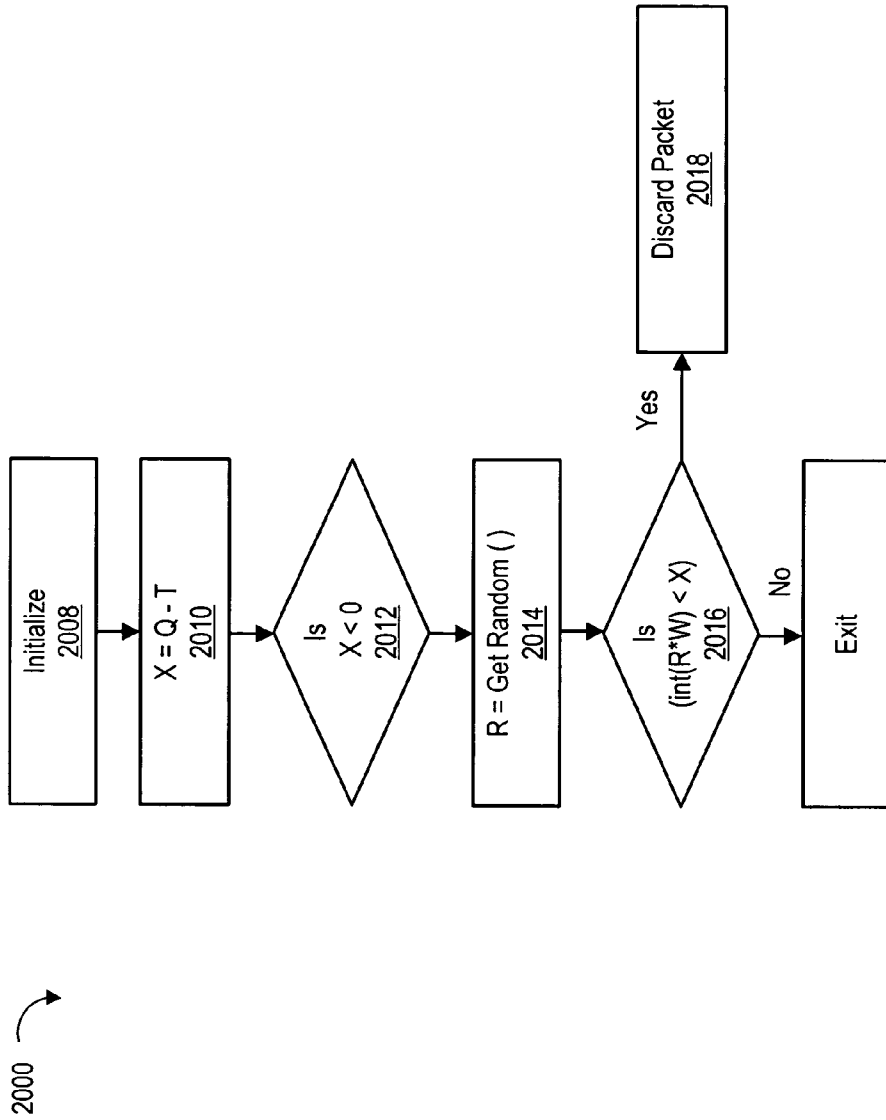 2000
Initialize
2008
X = Q - T
2010
Is
X < 0
2012
R = Get Random ( )
2014
Is
(int(R*W) < X)
2016
Yes
Discard Packet
2018
No
Exit